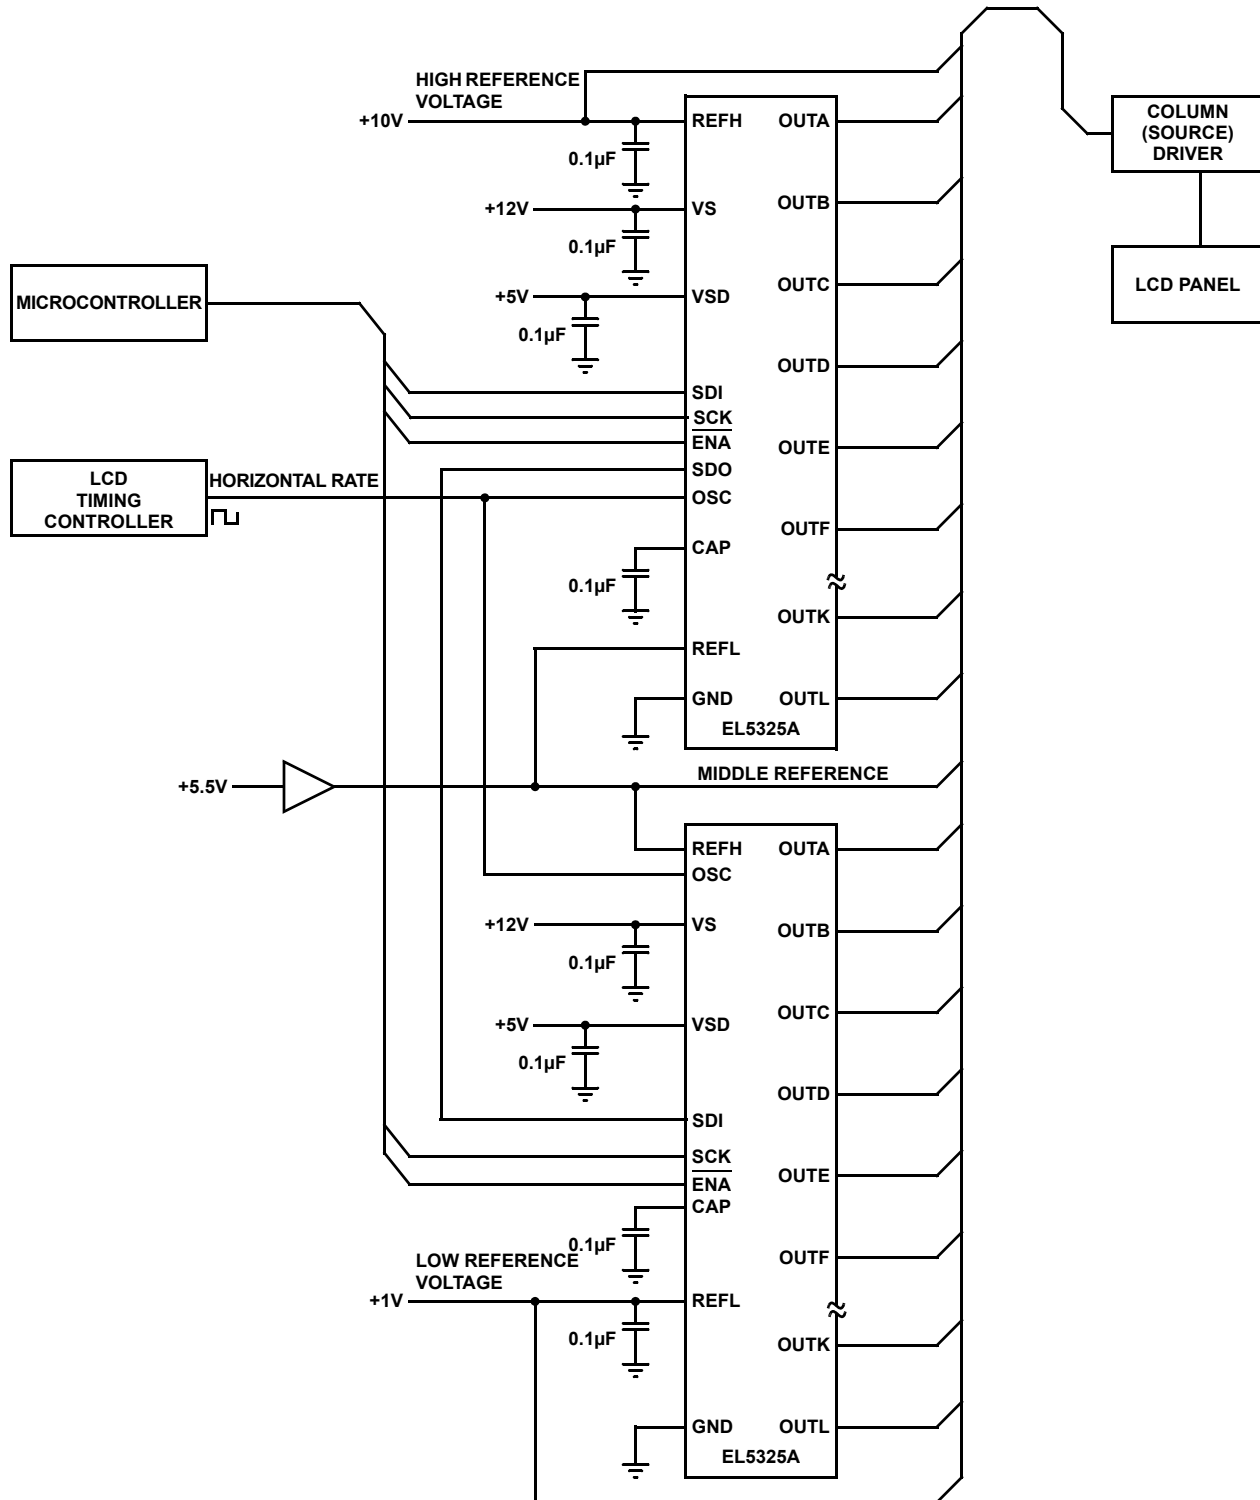 HIGH REFERENCE
VOLTAGE
+10V
REFH
OUTA
0.1µF
COLUMN
(SOURCE)
DRIVER
+12V
VS
OUTB
0.1µF
MICROCONTROLLER
+5V
VSD
OUTC
0.1µF
LCD PANEL
OUTD
SDI
SCK
ENA
OUTE
SDO
LCD
TIMING
CONTROLLER
HORIZONTAL RATE
OSC
OUTF
CAP
0.1µF
OUTK
REFL
GND
OUTL
EL5325A
+5.5V
MIDDLE REFERENCE
REFH
OUTA
OSC
+12V
VS
OUTB
0.1µF
+5V
VSD
OUTC
0.1µF
OUTD
SDI
SCK
OUTE
ENA
CAP
0.1µF
OUTF
LOW REFERENCE
VOLTAGE
+1V
REFL
0.1µF
OUTK
GND
OUTL
EL5325A